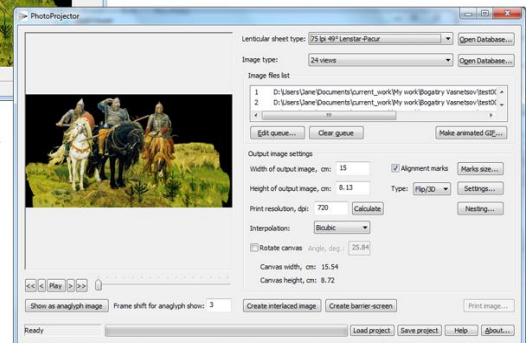 PhotoProjector
Lenticular sheet type: 75 lpi 49° Lenstar-Pacur Open Database...
Image type: 24 views Open Database...
Image files list
1 D:\Users\Jane\Documents\current_work\My work\Bogatry Vasnetsov\testIX
2 D:\Users\Jane\Documents\current_work\My work\Bogatry Vasnetsov\testIX
Edit queue... Clear queue Make animated GIF...
Output image settings
Width of output image, cm: 15 Alignment marks Marks size...
Height of output image, cm: 8.13 Type: Flip/3D Settings...
Print resolution, dpi: 720 Calculate Nesting...
Interpolation: Bicubic
Rotate canvas Angle, deg.: 25.84
Canvas width, cm: 15.54
Canvas height, cm: 8.72
<< < Play > >>
Show as anaglyph image Frame shift for anaglyph show: 3 Create interlaced image Create barrier-screen Print image...
Ready Load project Save project Help About...